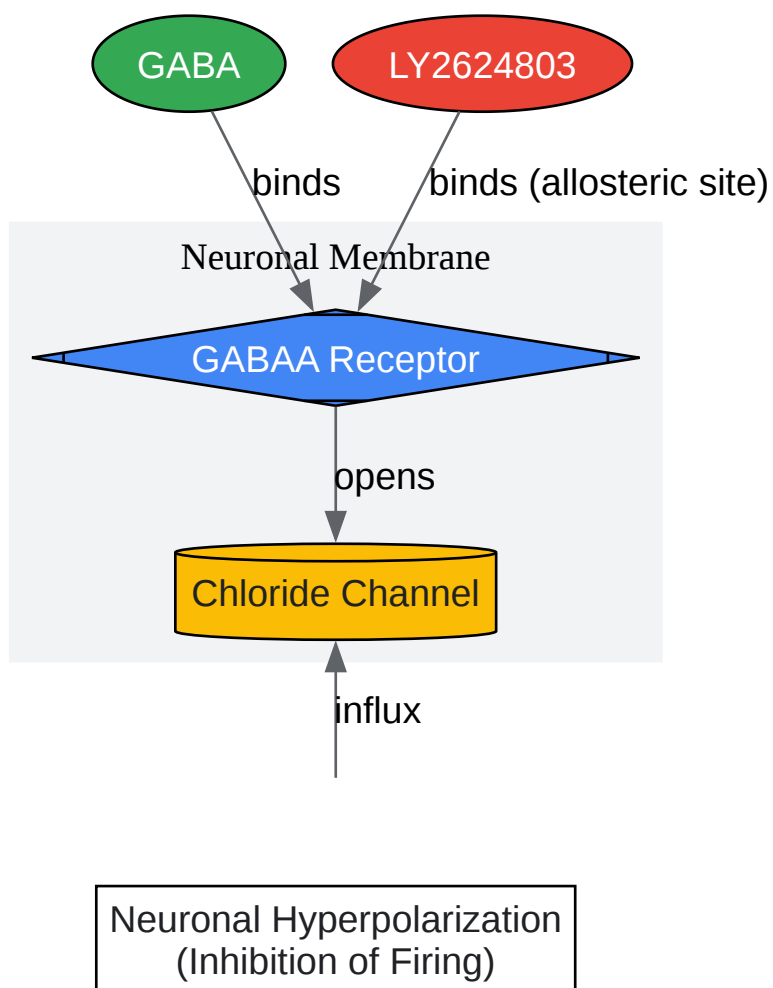 GABA
LY2624803
binds
binds (allosteric site)
Neuronal Membrane
GABAA Receptor
opens
Chloride Channel
influx
Neuronal Hyperpolarization
(Inhibition of Firing)